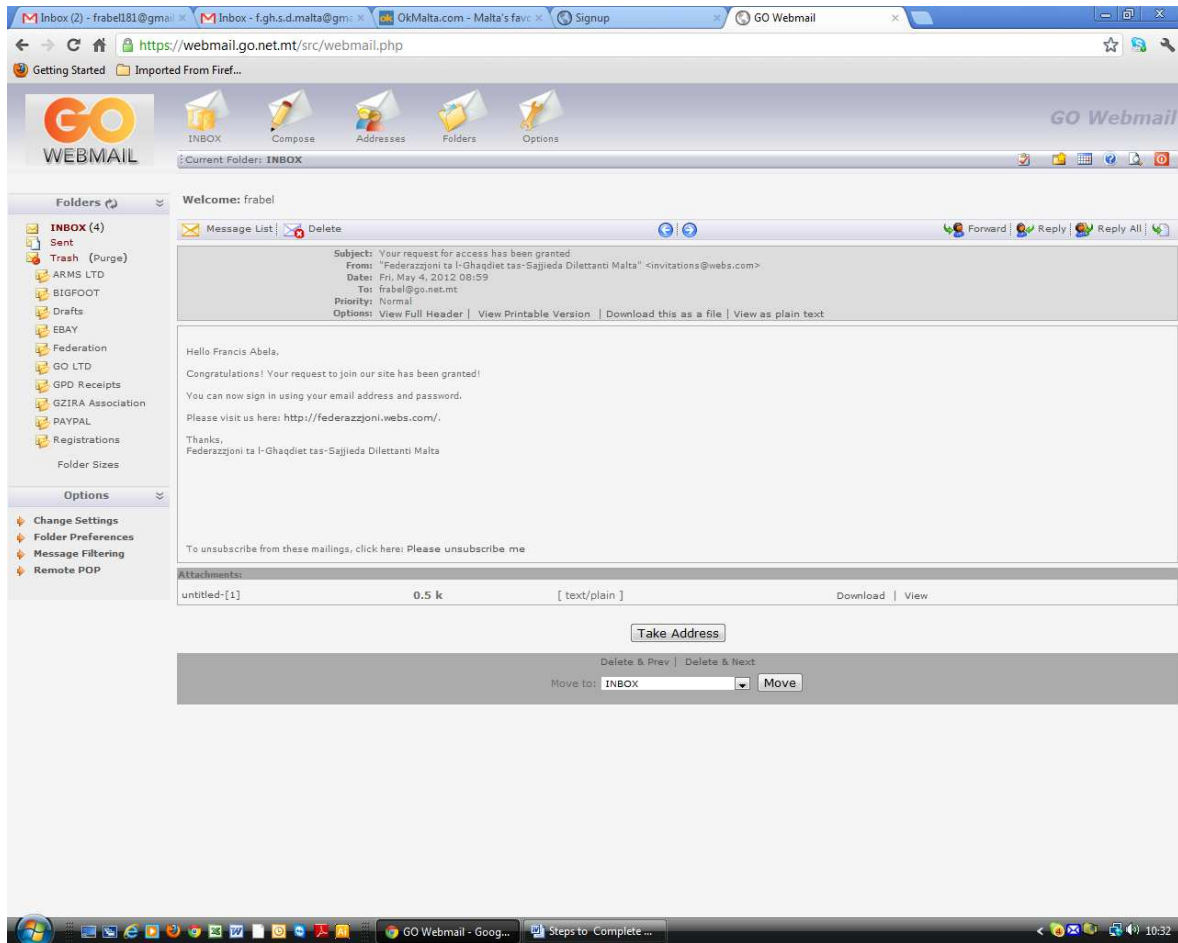 Inbox (2) - frabel181@gmail
Inbox - f.gh.s.d.malta@gma
OkMalta.com - Malta's favo
Signup
GO Webmail
https://webmail.go.net.mt/src/webmail.php
Getting Started
Imported From Firef...
GO
WEBMAIL
INBOX
Compose
Addresses
Folders
Options
GO Webmail
Current Folder: INBOX
Folders
INBOX (4)
Sent
Trash (Purge)
ARMS LTD
BIGFOOT
Drafts
EBAY
Federation
GO LTD
GPD Receipts
GZIRA Association
PAYPAL
Registrations
Folder Sizes
Options
Change Settings
Folder Preferences
Message Filtering
Remote POP
Welcome: frabel
Message List
Delete
Forward
Reply
Reply All
Subject: Your request for access has been granted
From: "Federazzjoni ta l-Ghaqdiet tas-Sajjieda Dilettanti Malta" <invitations@webs.com>
Date: Fri, May 4, 2012 08:59
To: frabel@go.net.mt
Priority: Normal
Options: View Full Header | View Printable Version | Download this as a file | View as plain text
Hello Francis Abela,
Congratulations! Your request to join our site has been granted!
You can now sign in using your email address and password.
Please visit us here: http://federazzjoni.webs.com/.
Thanks,
Federazzjoni ta l-Ghaqdiet tas-Sajjieda Dilettanti Malta
To unsubscribe from these mailings, click here: Please unsubscribe me
Attachments:
untitled-[1] 0.5 k [ text/plain ] Download | View
Take Address
Delete & Prev | Delete & Next
Move to: INBOX Move
GO Webmail - Goog...
Steps to Complete ...
10:32